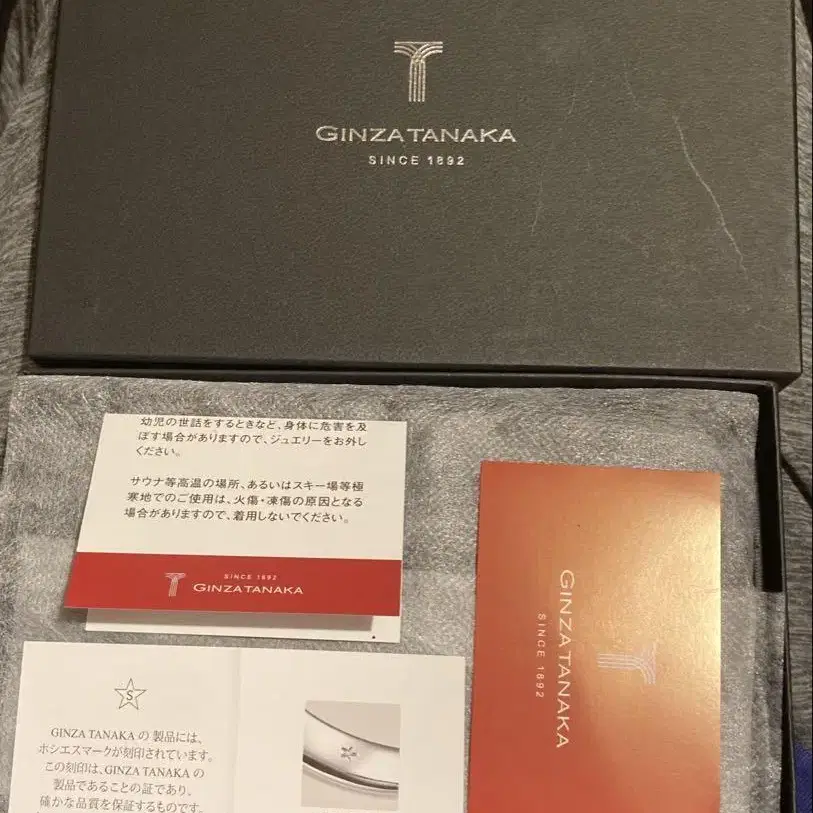 GINZA TANAKA
SINCE 1892
幼児の世話をするときなど、身体に危害を及
ぼす場合がありますので、ジュエリーをお外し
ください。
サウナ等高温の場所、あるいはスキー場等極
寒地でのご使用は、火傷・凍傷の原因となる
場合がありますので、着用しないでください。
SINCE 1892
GINZA TANAKA
GINZA TANAKA
SINCE 1892
S
GINZA TANAKA の 製品には、
ホシエスマークが刻印されています。
この刻印は、GINZA TANAKA の
製品であることの証であり、
確かな品質を保証するものです。